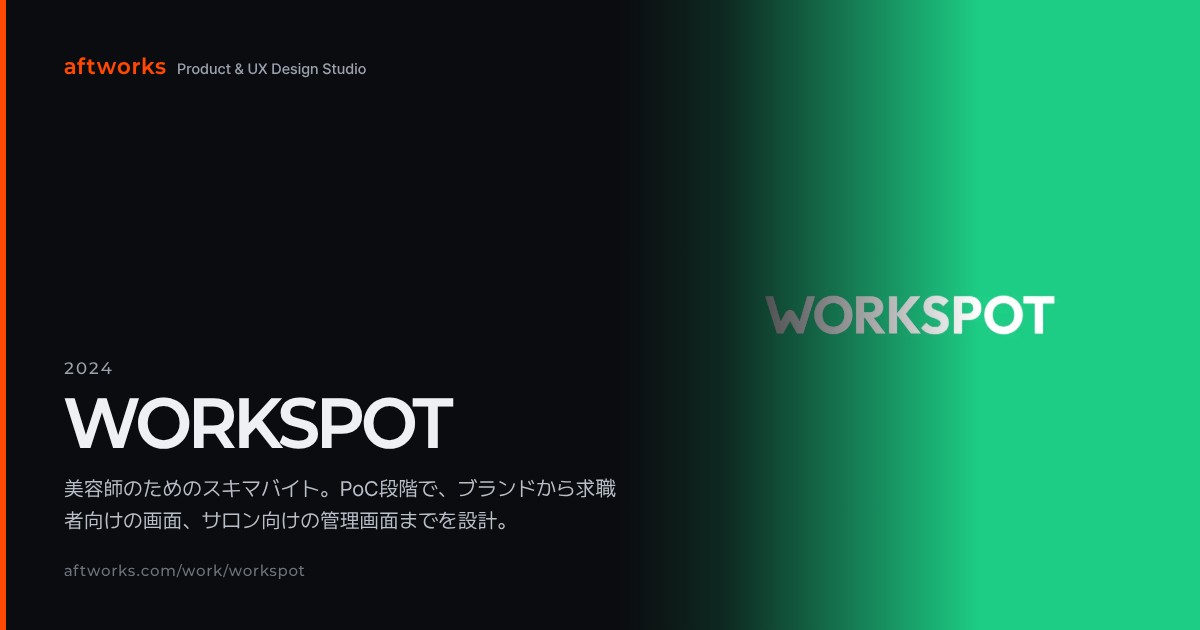 aftworks Product & UX Design Studio
WORKSPOT
2024
WORKSPOT
美容師のためのスキマバイト。PoC段階で、ブランドから求職
者向けの画面、サロン向けの管理画面までを設計。
aftworks.com/work/workspot